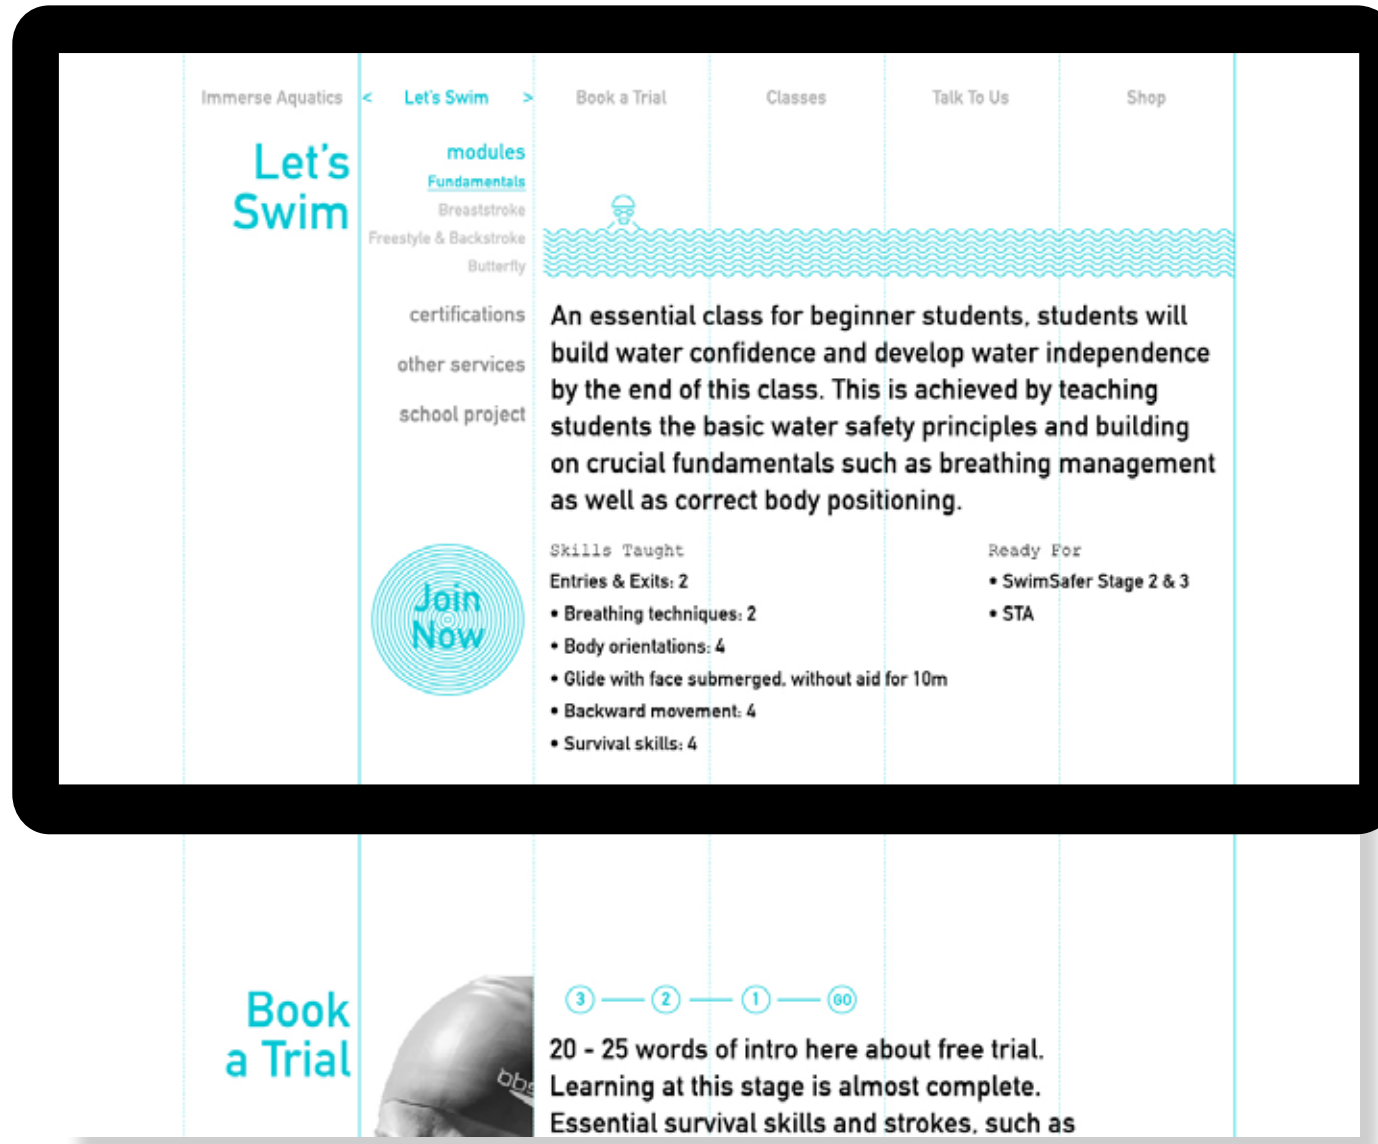 Immerse Aquatics < Let's Swim > Book a Trial Classes Talk To Us Shop
Let's
Swim
modules
Fundamentals
Breaststroke
Freestyle & Backstroke
Butterfly
certifications
other services
school project
Join
Now
An essential class for beginner students, students will
build water confidence and develop water independence
by the end of this class. This is achieved by teaching
students the basic water safety principles and building
on crucial fundamentals such as breathing management
as well as correct body positioning.
Skills Taught
Entries & Exits: 2
• Breathing techniques: 2
• Body orientations: 4
• Glide with face submerged, without aid for 10m
• Backward movement: 4
• Survival skills: 4
Ready For
• SwimSafer Stage 2 & 3
• STA
Book
a Trial
3 2 1 GO
20 - 25 words of intro here about free trial.
Learning at this stage is almost complete.
Essential survival skills and strokes, such as